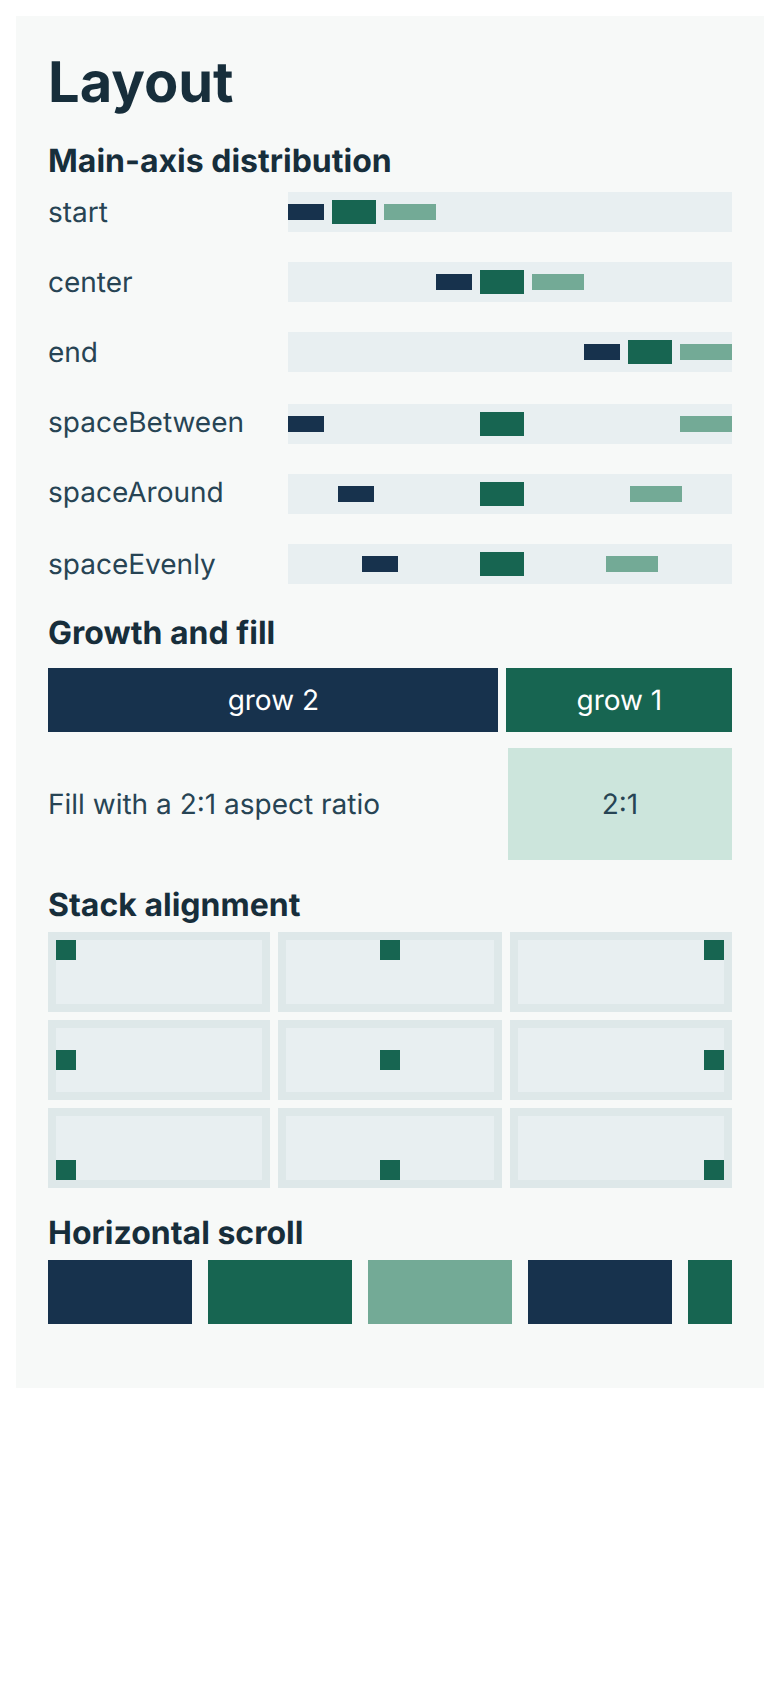 Layout
Main-axis distribution
start
center
end
spaceBetween
spaceAround
spaceEvenly
Growth and fill
grow 2
grow 1
Fill with a 2:1 aspect ratio
2:1
Stack alignment
Horizontal scroll